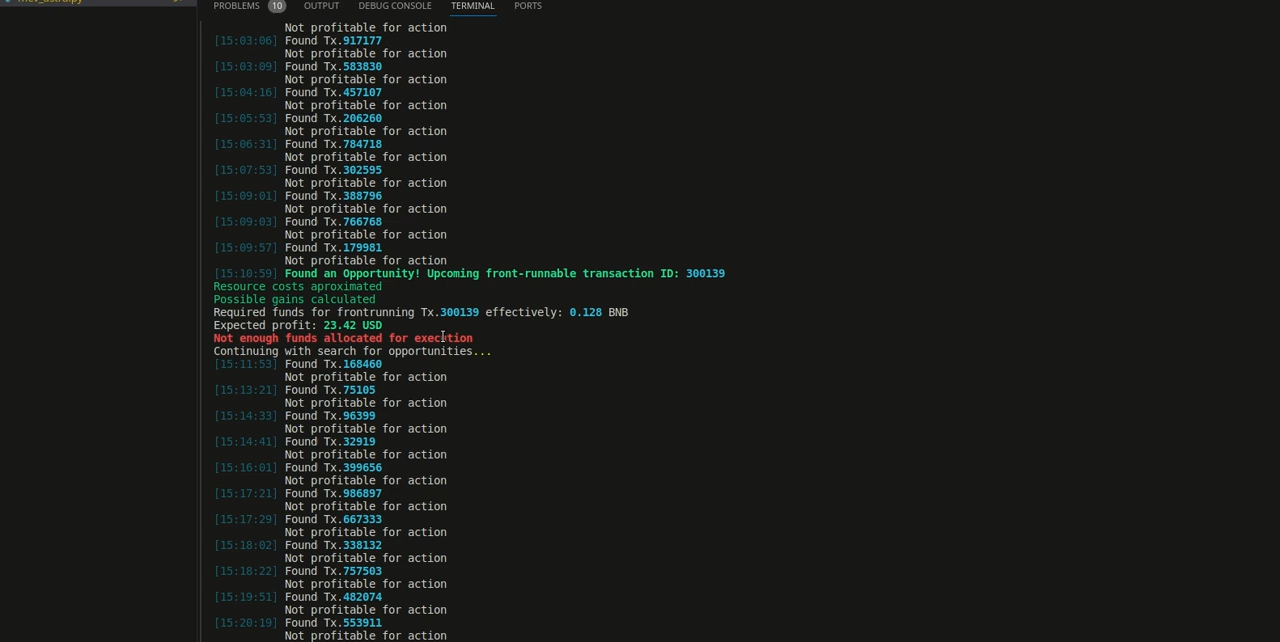 PROBLEMS 10 OUTPUT DEBUG CONSOLE TERMINAL PORTS
Not profitable for action
[15:03:06] Found Tx.917177
Not profitable for action
[15:03:09] Found Tx.583830
Not profitable for action
[15:04:16] Found Tx.457107
Not profitable for action
[15:05:53] Found Tx.206260
Not profitable for action
[15:06:31] Found Tx.784718
Not profitable for action
[15:07:53] Found Tx.302595
Not profitable for action
[15:09:01] Found Tx.388796
Not profitable for action
[15:09:03] Found Tx.766768
Not profitable for action
[15:09:57] Found Tx.179981
Not profitable for action
[15:10:59] Found an Opportunity! Upcoming front-runnable transaction ID: 300139
Resource costs aproximated
Possible gains calculated
Required funds for frontrunning Tx.300139 effectively: 0.128 BNB
Expected profit: 23.42 USD
Not enough funds allocated for execution
Continuing with search for opportunities...
[15:11:53] Found Tx.168460
Not profitable for action
[15:13:21] Found Tx.75105
Not profitable for action
[15:14:33] Found Tx.96399
Not profitable for action
[15:14:41] Found Tx.32919
Not profitable for action
[15:16:01] Found Tx.399656
Not profitable for action
[15:17:21] Found Tx.986897
Not profitable for action
[15:17:29] Found Tx.667333
Not profitable for action
[15:18:02] Found Tx.338132
Not profitable for action
[15:18:22] Found Tx.757503
Not profitable for action
[15:19:51] Found Tx.482074
Not profitable for action
[15:20:19] Found Tx.553911
Not profitable for action